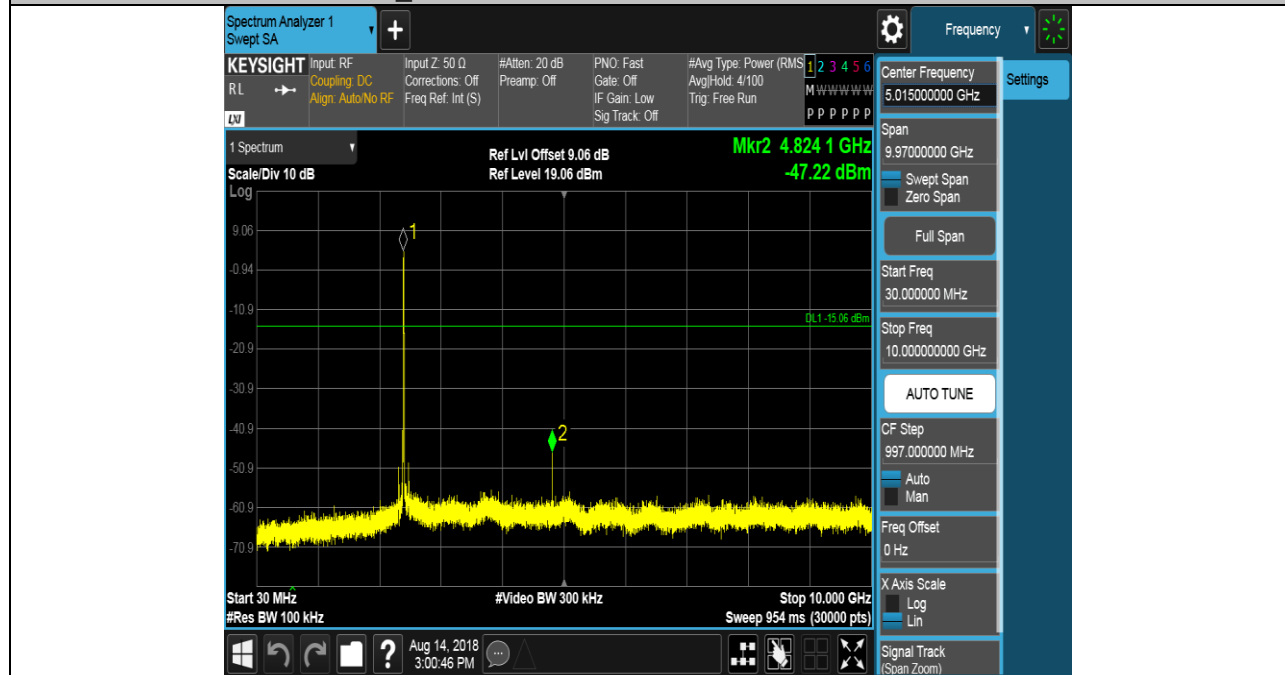 Spectrum Analyzer 1
Swept SA
+
Frequency
KEYSIGHT
RL
LXI
Input: RF
Coupling: DC
Align: Auto/No RF
Input Z: 50 Ω
Corrections: Off
Freq Ref: Int (S)
#Atten: 20 dB
Preamp: Off
PNO: Fast
Gate: Off
IF Gain: Low
Sig Track: Off
#Avg Type: Power (RMS
Avg|Hold: 4/100
Trig: Free Run
1 2 3 4 5 6
M W W W W W
P P P P P P
1 Spectrum
Scale/Div 10 dB
Log
Ref Lvl Offset 9.06 dB
Ref Level 19.06 dBm
Mkr2 4.824 1 GHz
-47.22 dBm
9.06
-0.94
-10.9
-20.9
-30.9
-40.9
-50.9
-60.9
-70.9
1
2
DL1 -15.06 dBm
Start 30 MHz
#Res BW 100 kHz
#Video BW 300 kHz
Stop 10.000 GHz
Sweep 954 ms (30000 pts)
?
Aug 14, 2018
3:00:46 PM
Center Frequency
5.015000000 GHz
Settings
Span
9.97000000 GHz
Swept Span
Zero Span
Full Span
Start Freq
30.000000 MHz
Stop Freq
10.000000000 GHz
AUTO TUNE
CF Step
997.000000 MHz
Auto
Man
Freq Offset
0 Hz
X Axis Scale
Log
Lin
Signal Track
(Span Zoom)